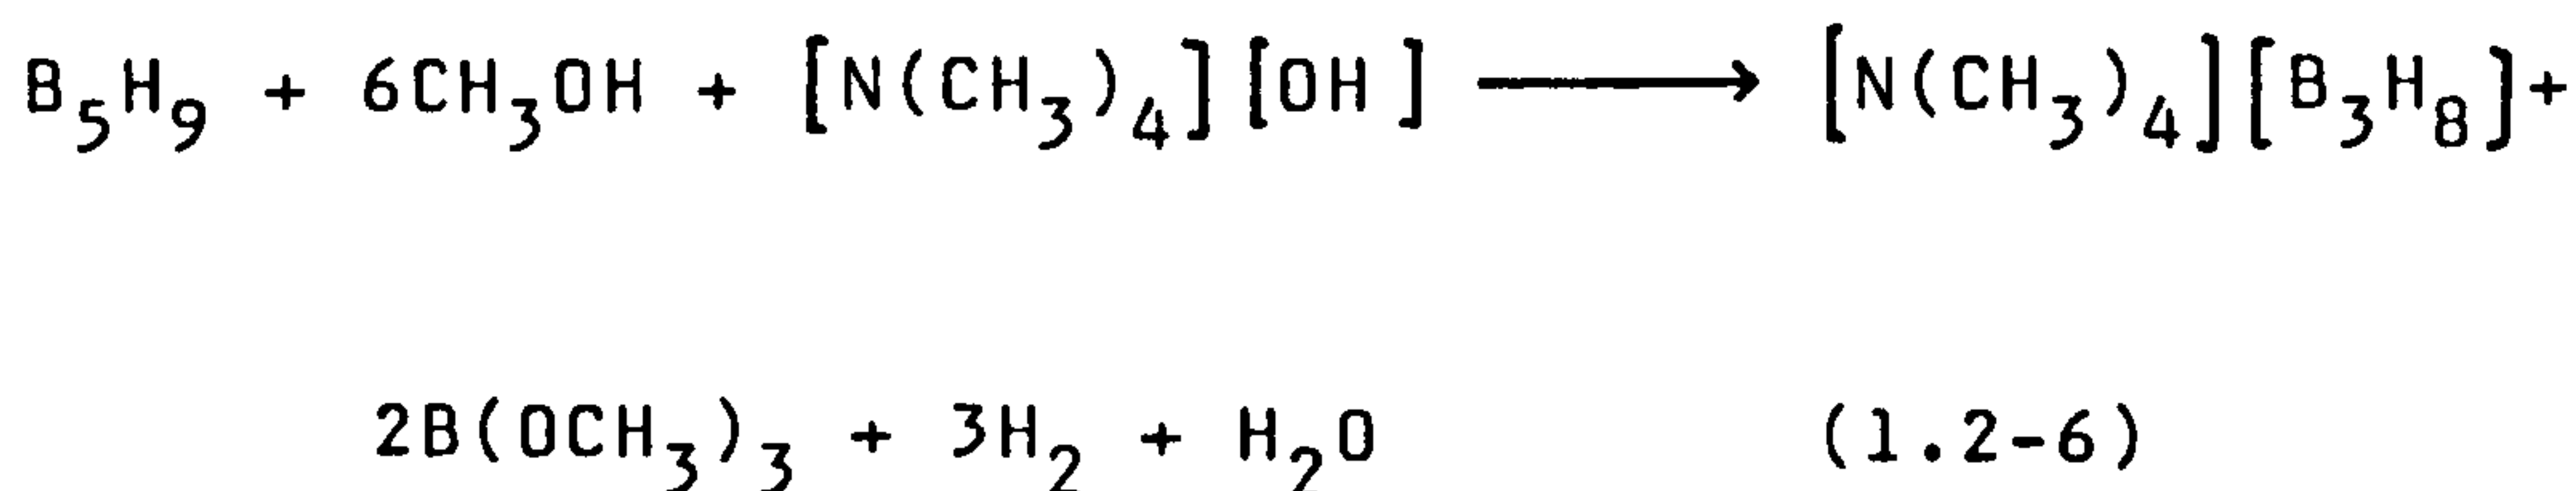 B₅H₉ + 6CH₃OH + [N(CH₃)₄][OH] ⟶ [N(CH₃)₄][B₃H₈]+
2B(OCH₃)₃ + 3H₂ + H₂O (1.2-6)